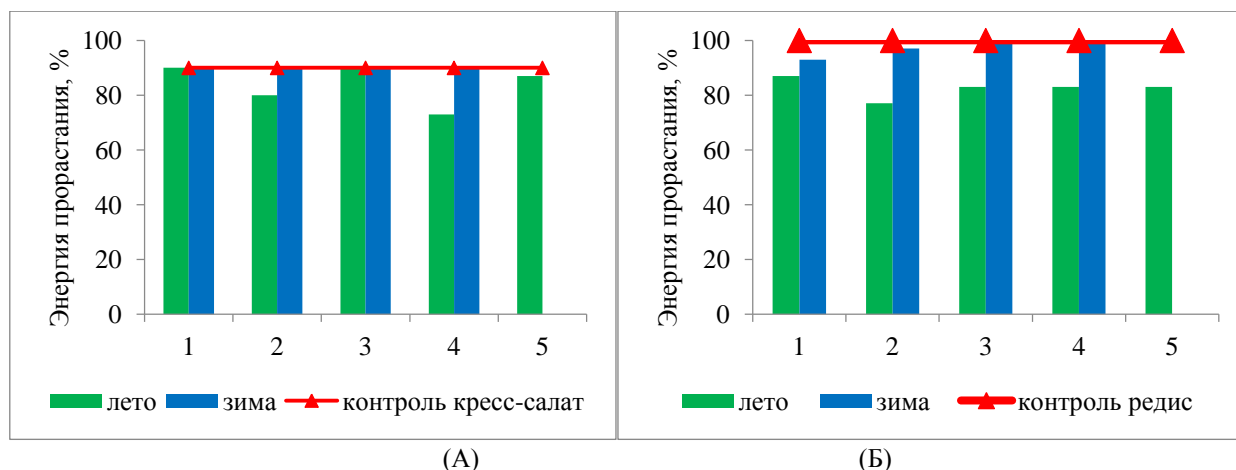 Энергия прорастания, %
100
80
60
40
20
0
1 2 3 4 5
лето зима контроль кресс-салат
(А)
Энергия прорастания, %
100
80
60
40
20
0
1 2 3 4 5
лето зима контроль редис
(Б)